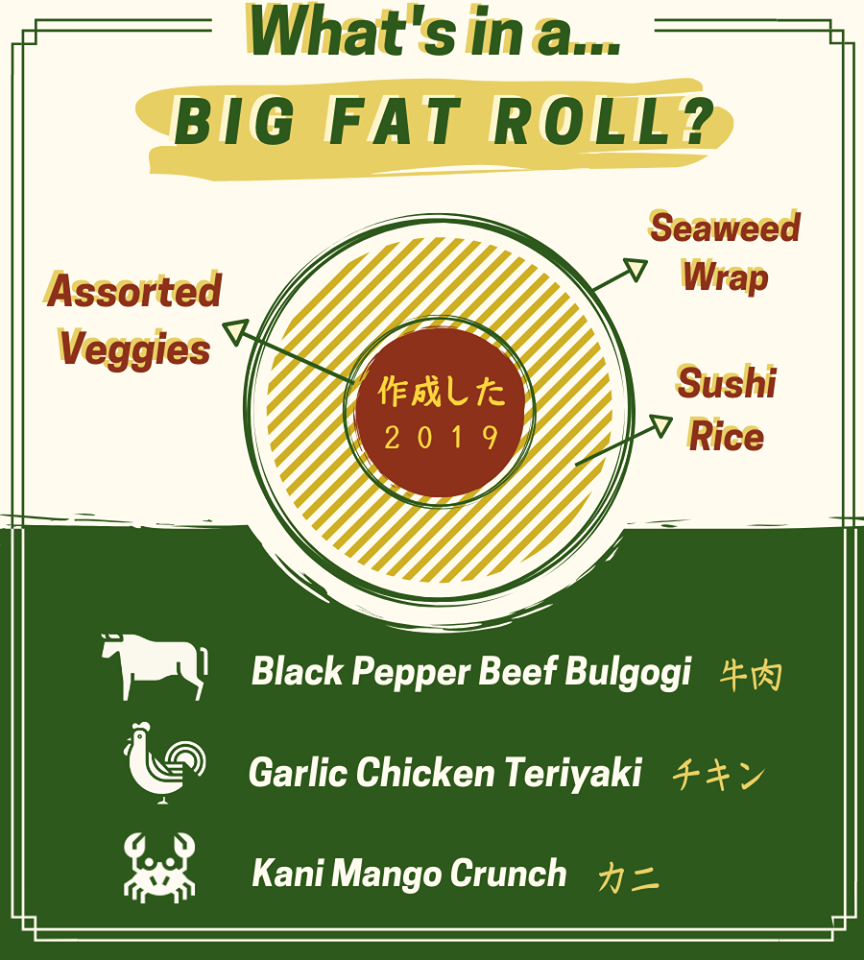 What's in a...
BIG FAT ROLL?
Seaweed
Wrap
Assorted
Veggies
作成した
2019
Sushi
Rice
Black Pepper Beef Bulgogi 牛肉
Garlic Chicken Teriyaki チキン
Kani Mango Crunch カニ